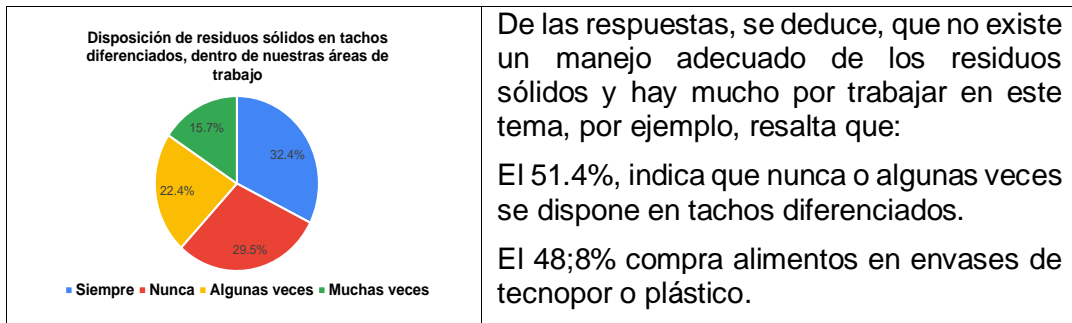 Disposición de residuos sólidos en tachos
diferenciados, dentro de nuestras áreas de
trabajo
15.7%
32.4%
22.4%
29.5%
Siempre Nunca Algunas veces Muchas veces
De las respuestas, se deduce, que no existe
un manejo adecuado de los residuos
sólidos y hay mucho por trabajar en este
tema, por ejemplo, resalta que:
El 51.4%, indica que nunca o algunas veces
se dispone en tachos diferenciados.
El 48;8% compra alimentos en envases de
tecnopor o plástico.